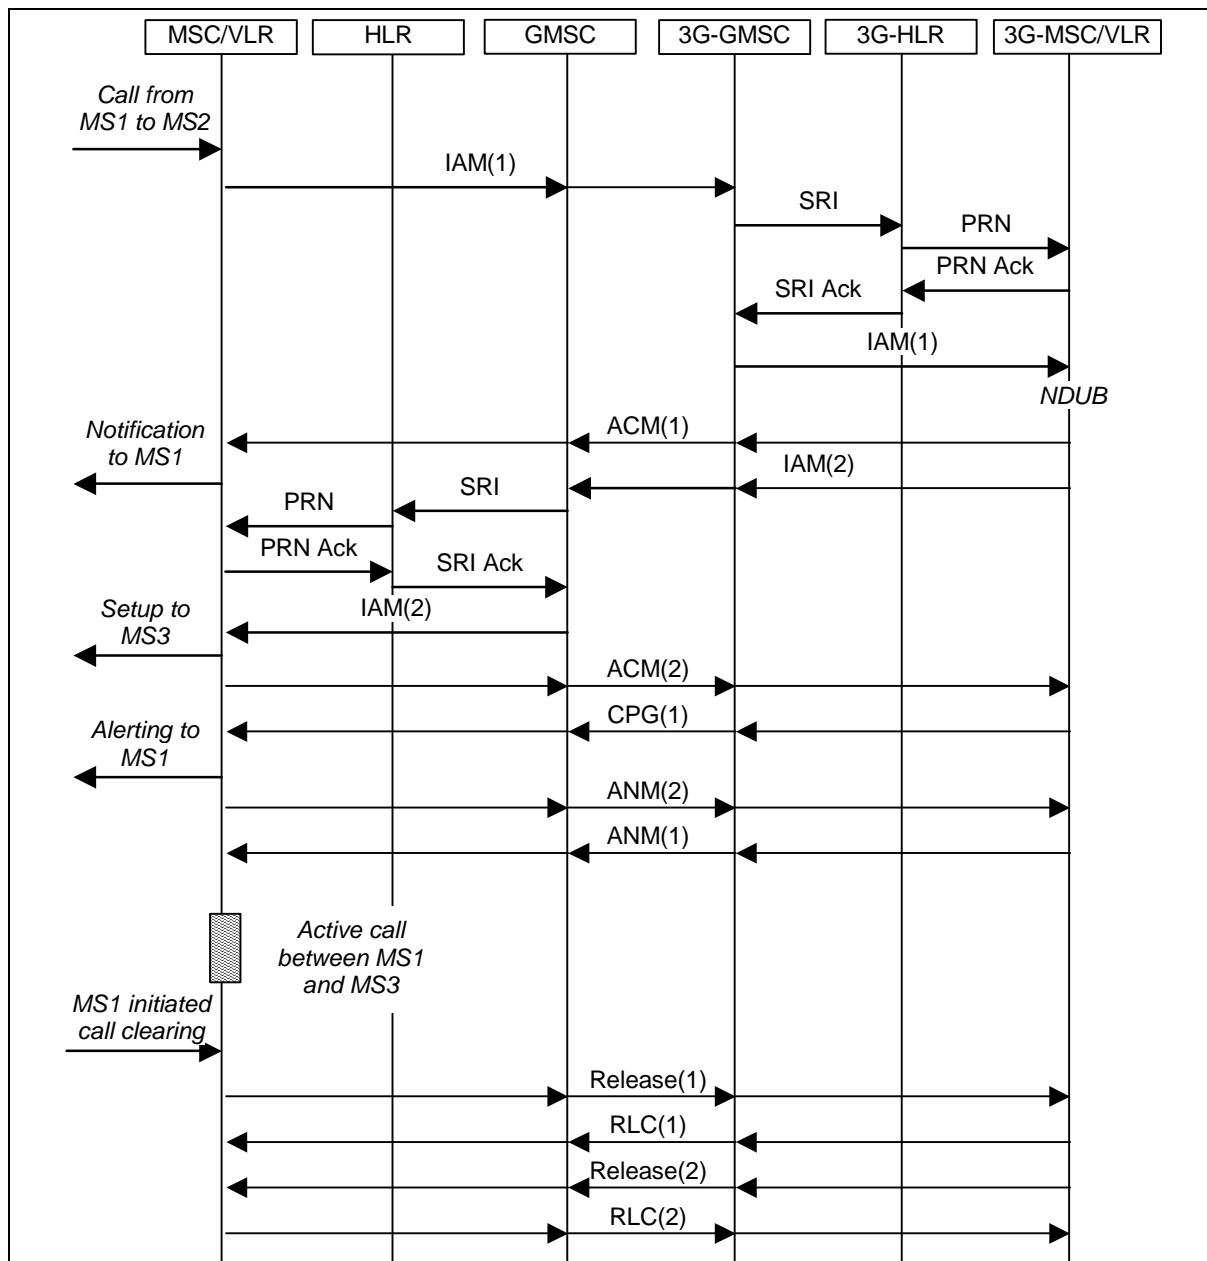 MSC/VLR HLR GMSC 3G-GMSC 3G-HLR 3G-MSC/VLR
Call from
MS1 to MS2
IAM(1)
SRI
PRN
PRN Ack
SRI Ack
IAM(1)
NDUB
Notification
to MS1
ACM(1)
IAM(2)
SRI
PRN
PRN Ack
SRI Ack
Setup to
MS3
IAM(2)
ACM(2)
CPG(1)
Alerting to
MS1
ANM(2)
ANM(1)
Active call
between MS1
and MS3
MS1 initiated
call clearing
Release(1)
RLC(1)
Release(2)
RLC(2)